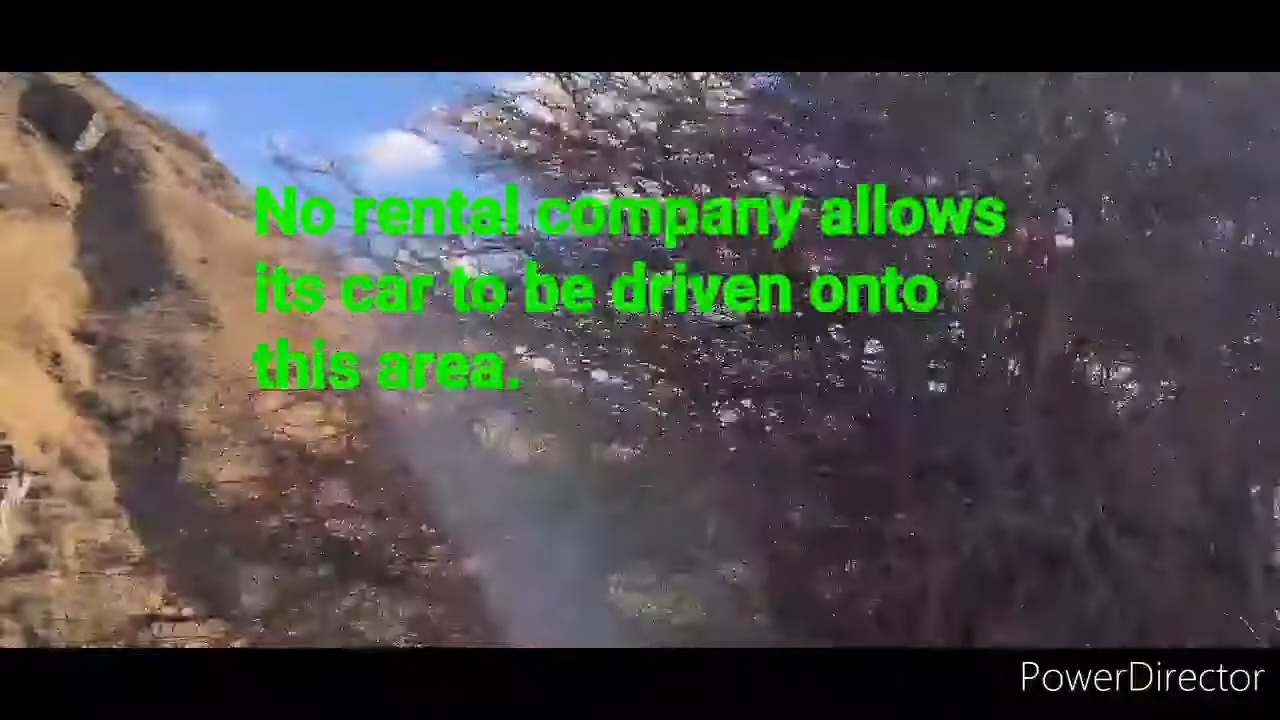 No rental company allows
its car to be driven onto
this area.
PowerDirector